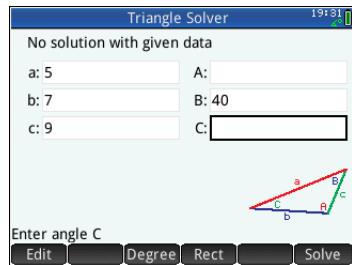 Triangle Solver 19:31
No solution with given data
a: 5 A:
b: 7 B: 40
c: 9 C:
a B
c
C A
b
Enter angle C
Edit Degree Rect Solve